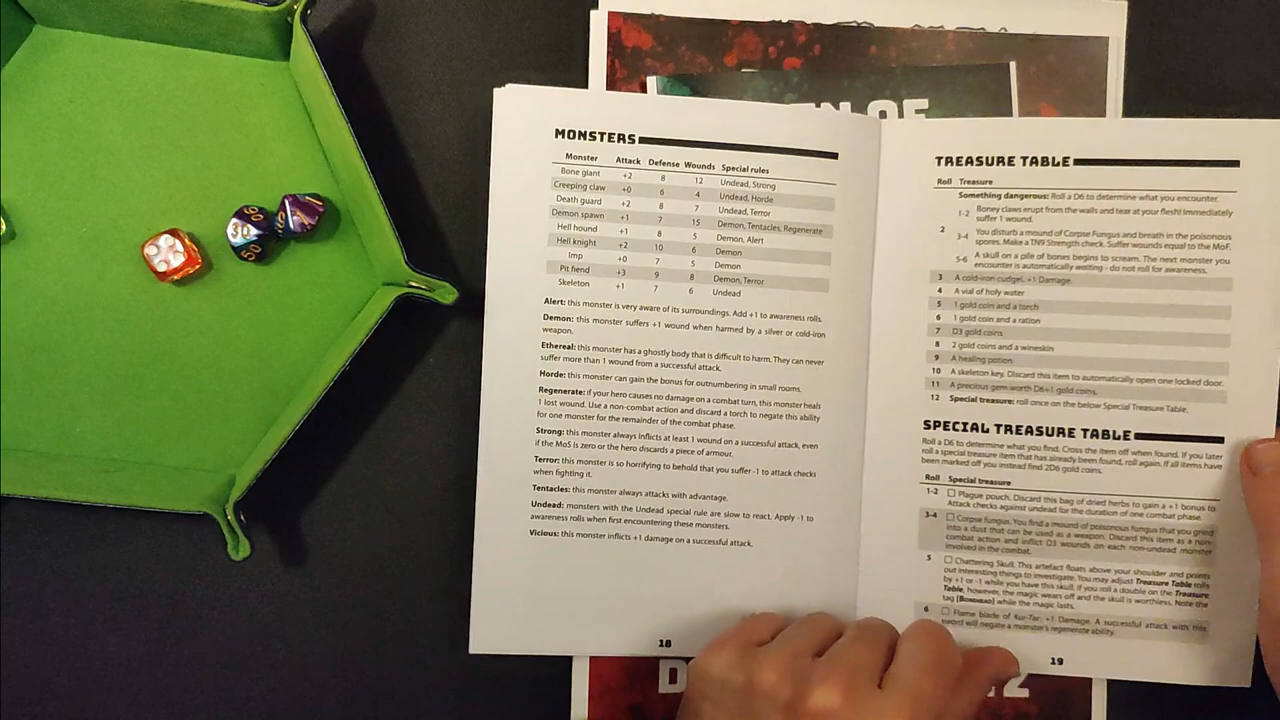 EN OF
MONSTERS
Monster Attack Defense Wounds Special rules
Bone giant +2 8 12 Undead, Strong
Creeping claw +0 6 4 Undead, Horde
Death guard +2 8 7 Undead, Terror
Demon spawn +1 7 15 Demon, Tentacles, Regenerate
Hell hound +1 8 5 Demon, Alert
Hell knight +2 10 6 Demon
Imp +0 7 5 Demon
Pit fiend +3 9 8 Demon, Terror
Skeleton +1 7 6 Undead
Alert: this monster is very aware of its surroundings. Add +1 to awareness rolls.
Demon: this monster suffers +1 wound when harmed by a silver or cold-iron
weapon.
Ethereal: this monster has a ghostly body that is difficult to harm. They can never
suffer more than 1 wound from a successful attack.
Horde: this monster can gain the bonus for outnumbering in small rooms.
Regenerate: if your hero causes no damage on a combat turn, this monster heals
1 lost wound. Use a non-combat action and discard a torch to negate this ability
for one monster for the remainder of the combat phase.
Strong: this monster always inflicts at least 1 wound on a successful attack, even
if the MoS is zero or the hero discards a piece of armour.
Terror: this monster is so horrifying to behold that you suffer -1 to attack checks
when fighting it.
Tentacles: this monster always attacks with advantage.
Undead: monsters with the Undead special rule are slow to react. Apply -1 to
awareness rolls when first encountering these monsters.
Vicious: this monster inflicts +1 damage on a successful attack.
18
TREASURE TABLE
Roll Treasure
Something dangerous: Roll a D6 to determine what you encounter.
1-2 Boney claws erupt from the walls and tear at your flesh! Immediately
suffer 1 wound.
2
3-4 You disturb a mound of Corpse Fungus and breath in the poisonous
spores. Make a TN9 Strength check. Suffer wounds equal to the MoF.
5-6 A skull on a pile of bones begins to scream. The next monster you
encounter is automatically waiting - do not roll for awareness.
3 A cold-iron cudgel, +1 Damage.
4 A vial of holy water
5 1 gold coin and a torch
6 1 gold coin and a ration
7 D3 gold coins
8 2 gold coins and a wineskin
9 A healing potion
10 A skeleton key. Discard this item to automatically open one locked door.
11 A precious gem worth D6+1 gold coins.
12 Special treasure: roll once on the below Special Treasure Table.
SPECIAL TREASURE TABLE
Roll a D6 to determine what you find. Cross the item off when found. If you later
roll a special treasure item that has already been found, roll again. If all items have
been marked off you instead find 2D6 gold coins.
Roll Special treasure
1-2 ☐ Plague pouch. Discard this bag of dried herbs to gain a +1 bonus to
Attack checks against undead for the duration of one combat phase.
3-4 ☐ Corpse fungus. You find a mound of poisonous fungus that you grind
into a dust that can be used as a weapon. Discard this item as a non-
combat action and inflict D3 wounds on each non-undead monster
involved in the combat.
5 ☐ Chattering Skull. This artefact floats above your shoulder and points
out interesting things to investigate. You may adjust Treasure Table rolls
by +1 or -1 while you have this skull. If you roll a double on the Treasure
Table, however, the magic wears off and the skull is worthless. Note the
tag [BONEHEAD] while the magic lasts.
6 ☐ Flame blade of Kur-Tar: +1 Damage. A successful attack with this
sword will negate a monster's regenerate ability.
19
30
90
50